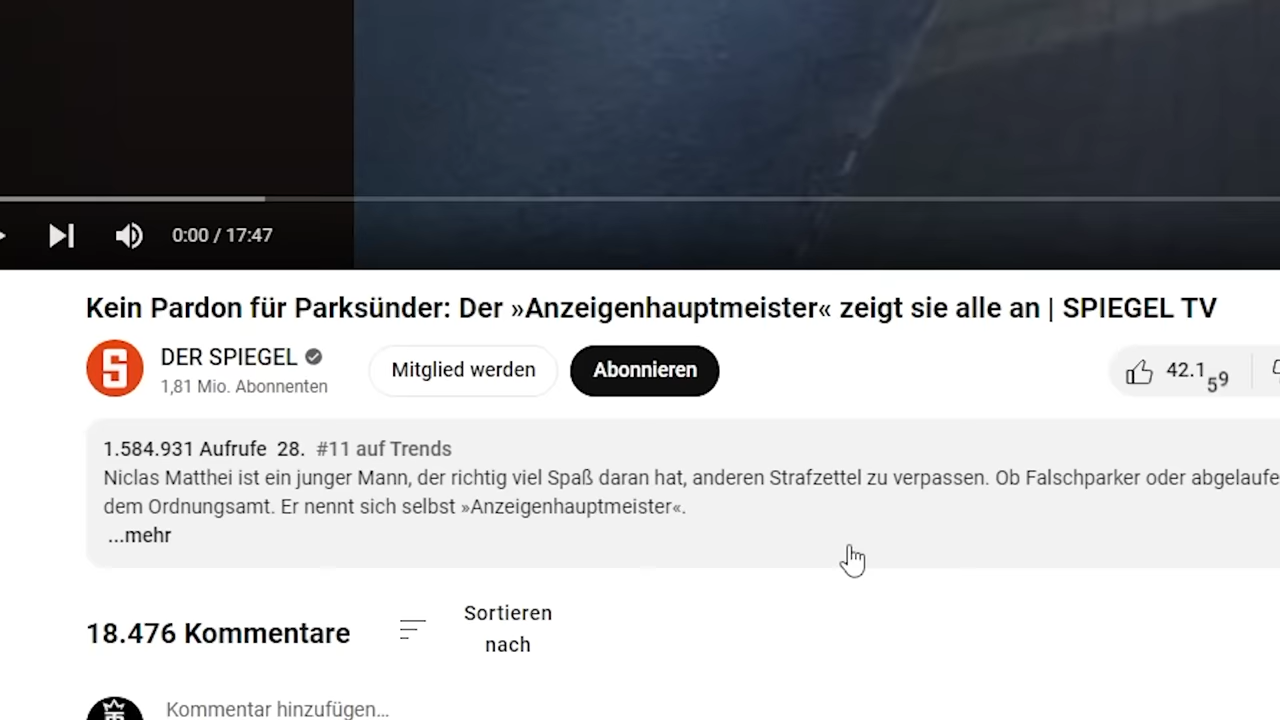 0:00 / 17:47
Kein Pardon für Parksünder: Der »Anzeigenhauptmeister« zeigt sie alle an | SPIEGEL TV
DER SPIEGEL
1,81 Mio. Abonnenten
Mitglied werden
Abonnieren
42.159
1.584.931 Aufrufe 28. #11 auf Trends
Niclas Matthei ist ein junger Mann, der richtig viel Spaß daran hat, anderen Strafzettel zu verpassen. Ob Falschparker oder abgelaufe
dem Ordnungsamt. Er nennt sich selbst »Anzeigenhauptmeister«.
...mehr
18.476 Kommentare
Sortieren
nach
Kommentar hinzufügen...